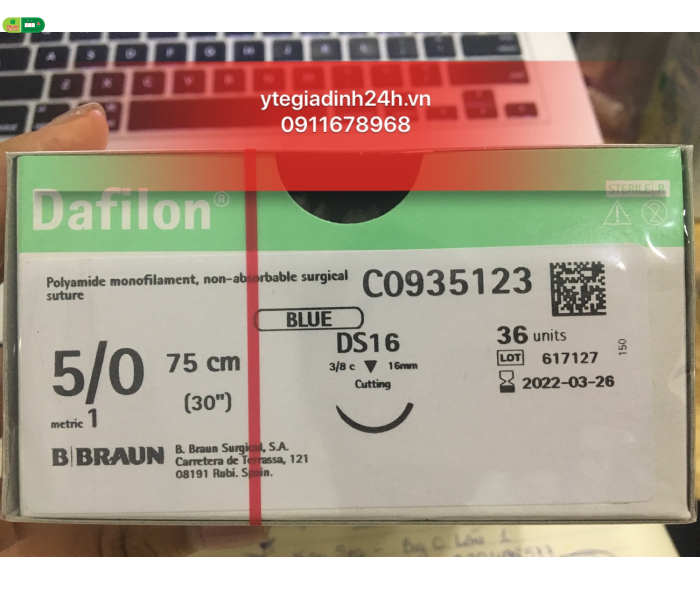 ytegiadinh24h.vn
0911678968
Dafilon®
STERILE R
Polyamide monofilament, non-absorbable surgical
suture
C0935123
BLUE
DS16
3/8 c 16mm
Cutting
5/0
metric 1
75 cm
(30")
36 units
LOT 617127
2022-03-26
150
B BRAUN
B. Braun Surgical, S.A.
Carretera de Terrassa, 121
08191 Rubí. Spain.